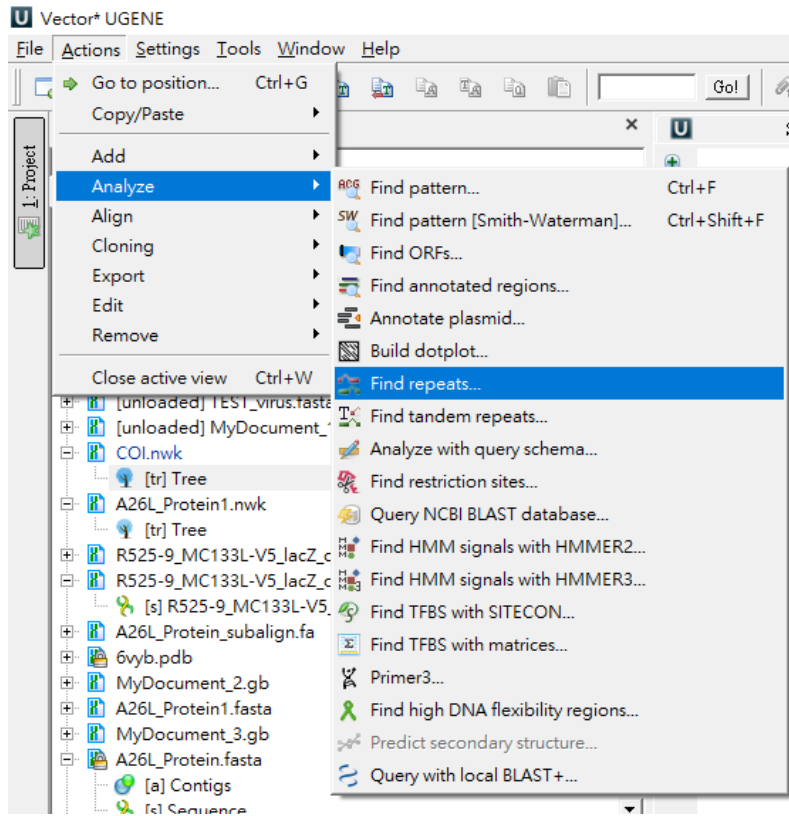 Vector* UGENE
File Actions Settings Tools Window Help
Go to position... Ctrl+G
Go!
Copy/Paste
1: Project
Add
Analyze
Align
Cloning
Export
Edit
Remove
Close active view Ctrl+W
Find pattern... Ctrl+F
Find pattern [Smith-Waterman]... Ctrl+Shift+F
Find ORFs...
Find annotated regions...
Annotate plasmid...
Build dotplot...
Find repeats...
Find tandem repeats...
Analyze with query schema...
Find restriction sites...
Query NCBI BLAST database...
Find HMM signals with HMMER2...
Find HMM signals with HMMER3...
Find TFBS with SITECON...
Find TFBS with matrices...
Primer3...
Find high DNA flexibility regions...
Predict secondary structure...
Query with local BLAST+...
[unloaded] TEST_virus.fasta
[unloaded] MyDocument_
COI.nwk
[tr] Tree
A26L_Protein1.nwk
[tr] Tree
R525-9_MC133L-V5_lacZ_c
R525-9_MC133L-V5_lacZ_c
[s] R525-9_MC133L-V5_
A26L_Protein_subalign.fa
6vyb.pdb
MyDocument_2.gb
A26L_Protein1.fasta
MyDocument_3.gb
A26L_Protein.fasta
[a] Contigs
[s] Sequence